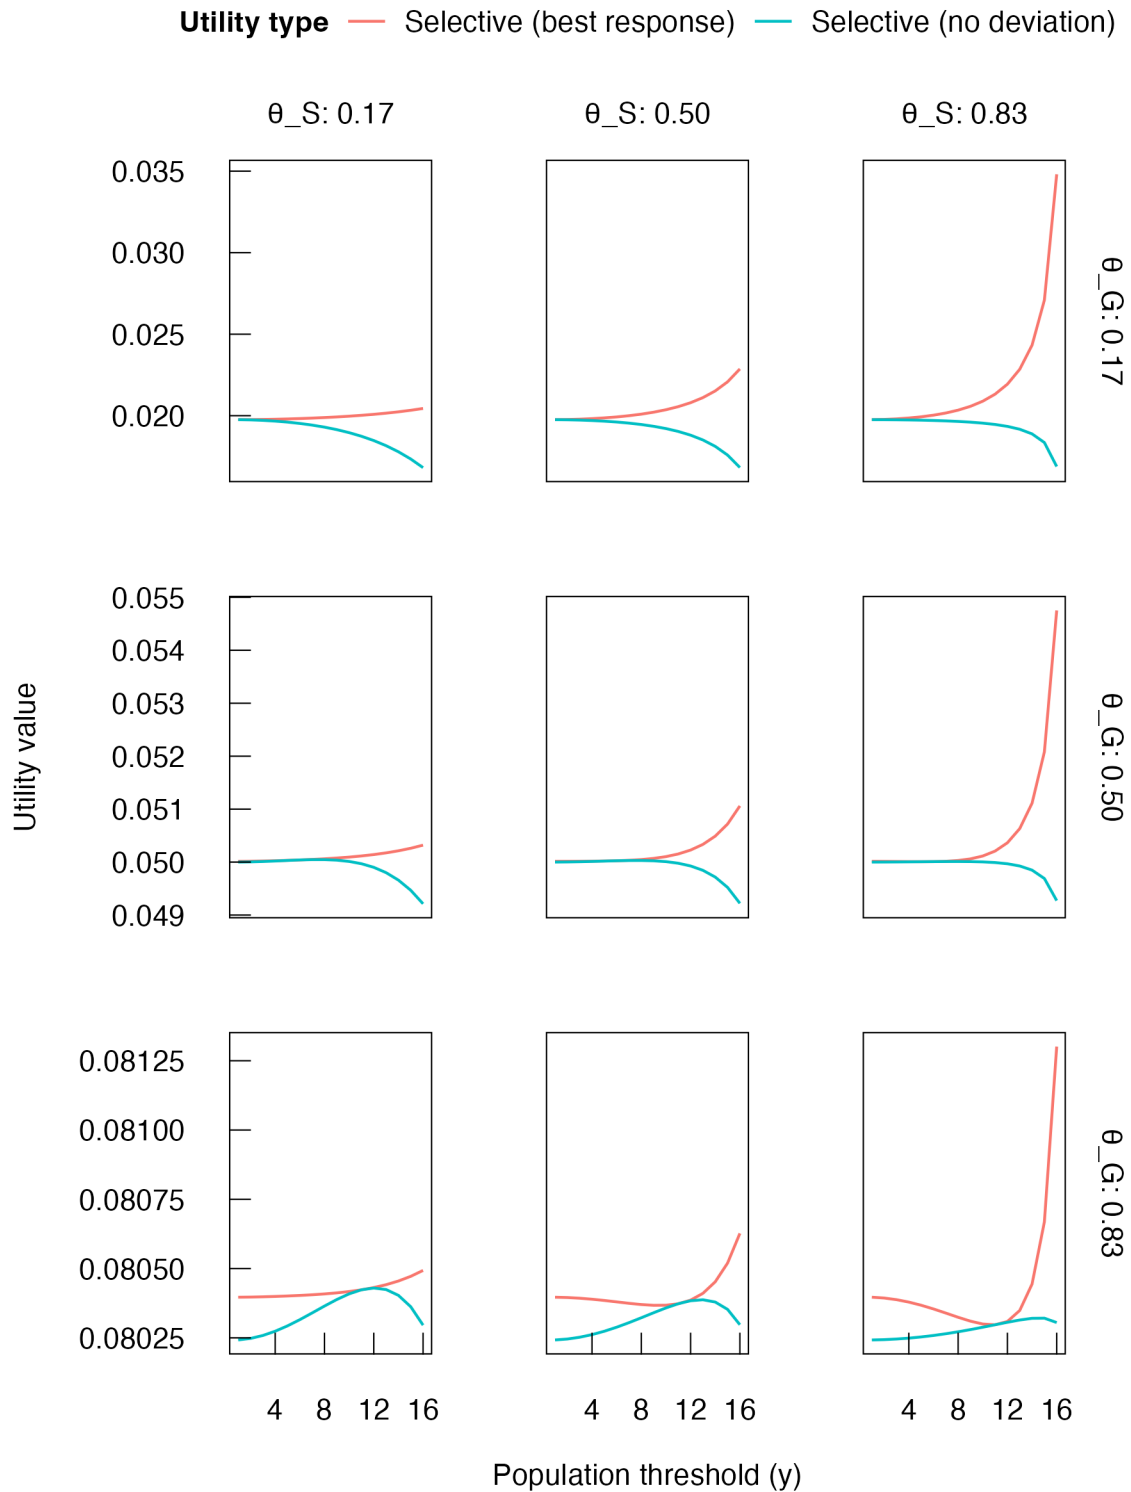 Utility type Selective (best response) Selective (no deviation)
θ_S: 0.17 θ_S: 0.50 θ_S: 0.83
0.035
0.030
0.025
0.020
θ_G: 0.17
0.055
0.054
0.053
0.052
0.051
0.050
0.049
θ_G: 0.50
Utility value
0.08125
0.08100
0.08075
0.08050
0.08025
θ_G: 0.83
4 8 12 16 4 8 12 16 4 8 12 16
Population threshold (y)